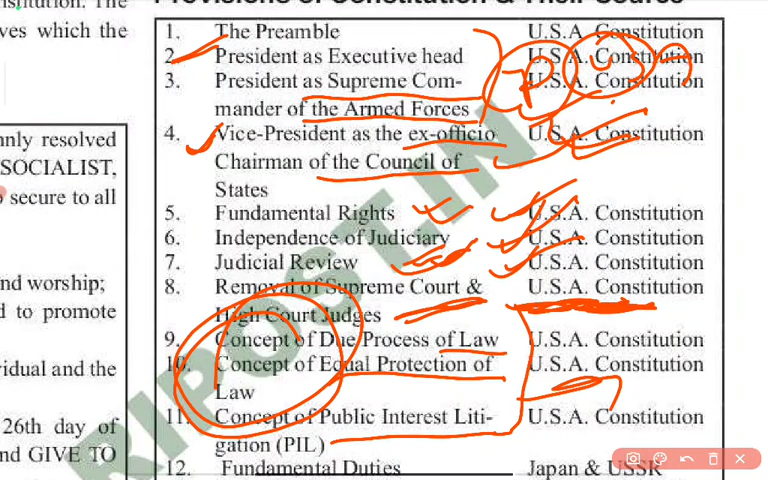 nstitution. The
Provisions of Constitution & Their Source
ves which the
1. The Preamble U.S.A. Constitution
2. President as Executive head U.S.A. Constitution
3. President as Supreme Com- U.S.A. Constitution
mander of the Armed Forces
nnly resolved
4. Vice-President as the ex-officio U.S.A. Constitution
SOCIALIST,
Chairman of the Council of
States
o secure to all
5. Fundamental Rights U.S.A. Constitution
6. Independence of Judiciary U.S.A. Constitution
7. Judicial Review U.S.A. Constitution
nd worship;
8. Removal of Supreme Court & U.S.A. Constitution
d to promote
High Court Judges
9. Concept of Due Process of Law U.S.A. Constitution
10. Concept of Equal Protection of U.S.A. Constitution
vidual and the
Law
11. Concept of Public Interest Liti- U.S.A. Constitution
26th day of
gation (PIL)
nd GIVE TO
12. Fundamental Duties Japan & USSR
RIPOST.IN